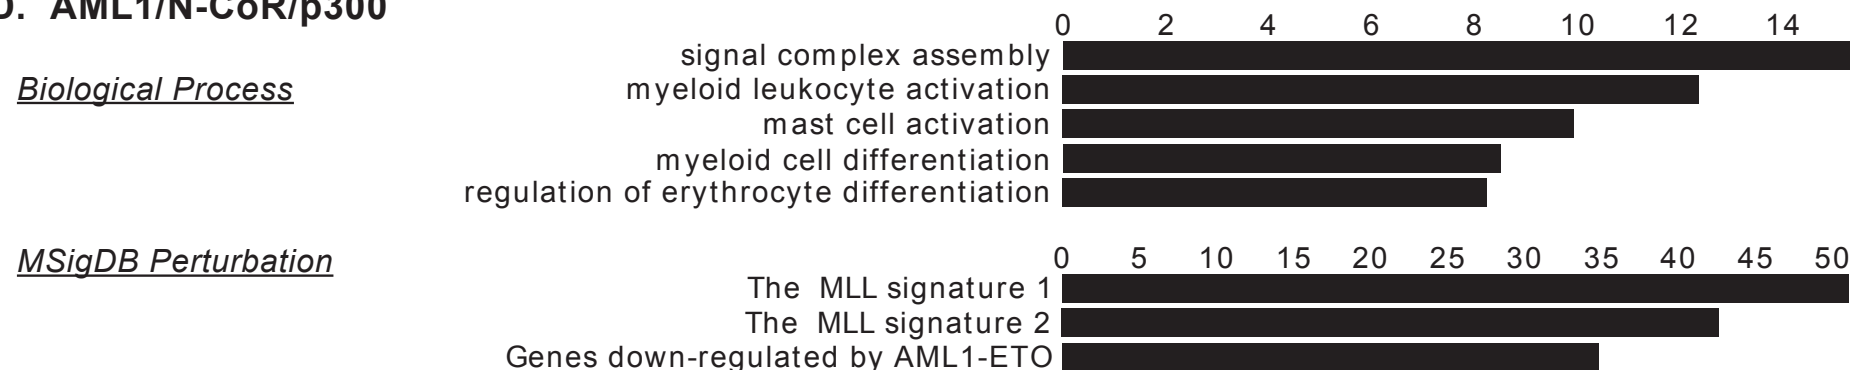 D. AML1/N-CoR/p300
0 2 4 6 8 10 12 14
signal complex assembly
Biological Process
myeloid leukocyte activation
mast cell activation
myeloid cell differentiation
regulation of erythrocyte differentiation
MSigDB Perturbation
0 5 10 15 20 25 30 35 40 45 50
The MLL signature 1
The MLL signature 2
Genes down-regulated by AML1-ETO